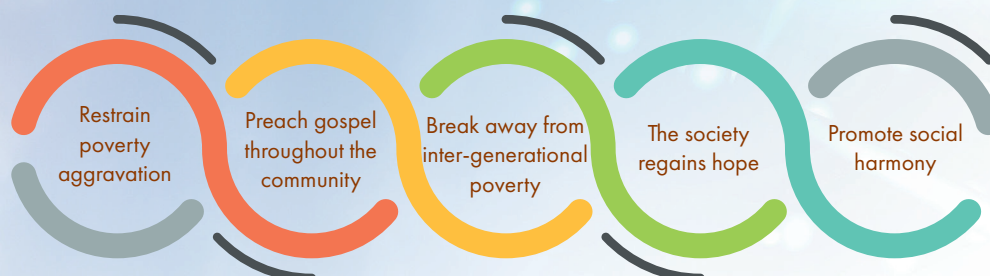 Restrain
poverty
aggravation
Preach gospel
throughout the
community
Break away from
inter-generational
poverty
The society
regains hope
Promote social
harmony